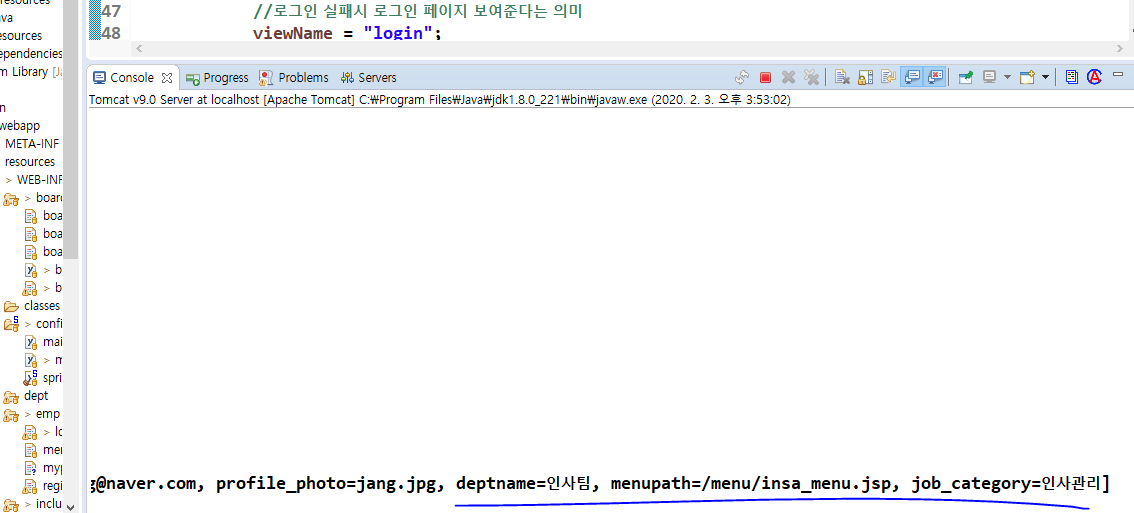 resources
ava
esources
ependencies
m Library [Ja
n
webapp
META-INF
resources
> WEB-INF
> board
boa
boa
boa
> b
> b
classes
> confi
mai
> m
spri
dept
> emp
> lo
mer
myp
regi
> inclu
47 //로그인 실패시 로그인 페이지 보여준다는 의미
48 viewName = "login";
Console Progress Problems Servers
Tomcat v9.0 Server at localhost [Apache Tomcat] C:₩Program Files₩Java₩jdk1.8.0_221₩bin₩javaw.exe (2020. 2. 3. 오후 3:53:02)
g@naver.com, profile_photo=jang.jpg, deptname=인사팀, menupath=/menu/insa_menu.jsp, job_category=인사관리]